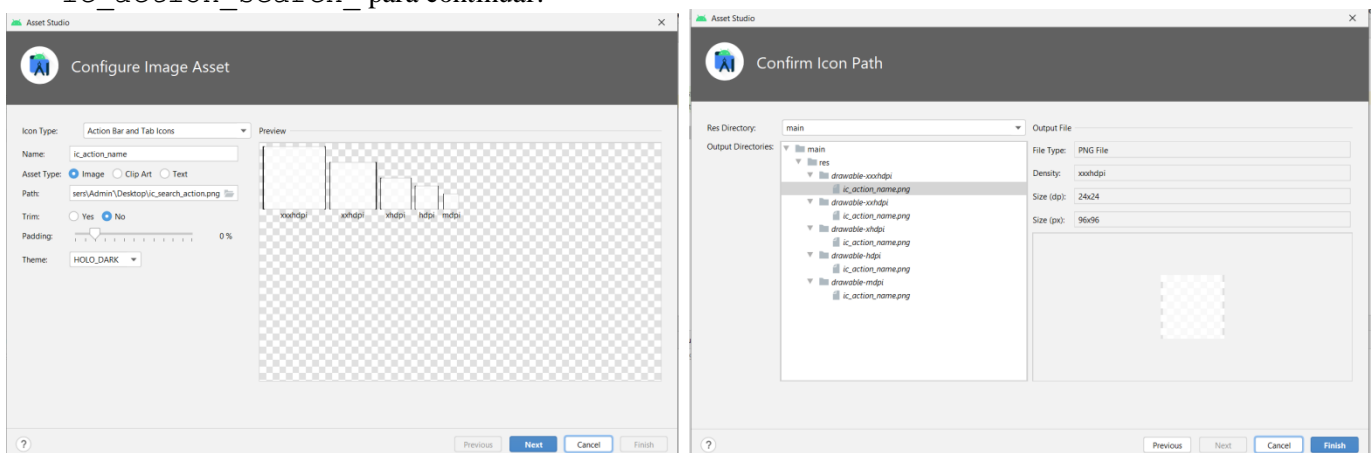 para continuar.
Asset Studio
Configure Image Asset
Icon Type: Action Bar and Tab Icons
Name: ic_action_name
Asset Type: Image Clip Art Text
Path: sers\Admin'\Desktop\ic_search_action.png
Trim: Yes No
Padding: 0 %
Theme: HOLO_DARK
Preview
xxxhdpi xxhdpi xhdpi hdpi mdpi
? Previous Next Cancel Finish
Asset Studio
Confirm Icon Path
Res Directory: main
Output Directories:
main
res
drawable-xxxhdpi
ic_action_name.png
drawable-xxhdpi
ic_action_name.png
drawable-xhdpi
ic_action_name.png
drawable-hdpi
ic_action_name.png
drawable-mdpi
ic_action_name.png
Output File
File Type: PNG File
Density: xxxhdpi
Size (dp): 24x24
Size (px): 96x96
? Previous Next Cancel Finish